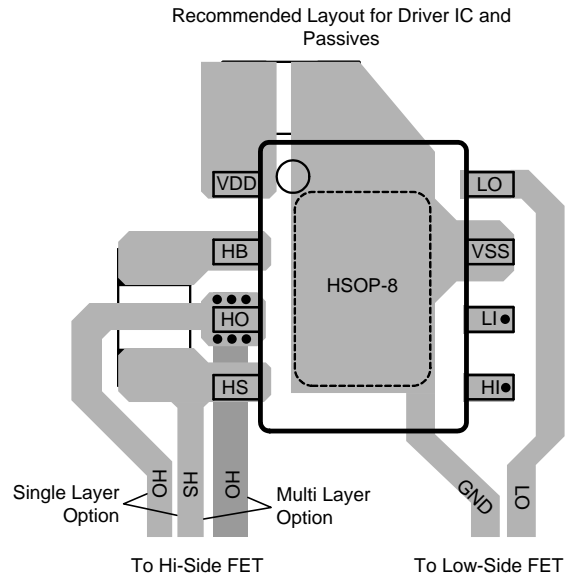 Recommended Layout for Driver IC and
Passives
VDD
LO
HB
VSS
HSOP-8
HO
LI
HS
HI
HO
HS
HO
GND
LO
Single Layer
Option
Multi Layer
Option
To Hi-Side FET
To Low-Side FET